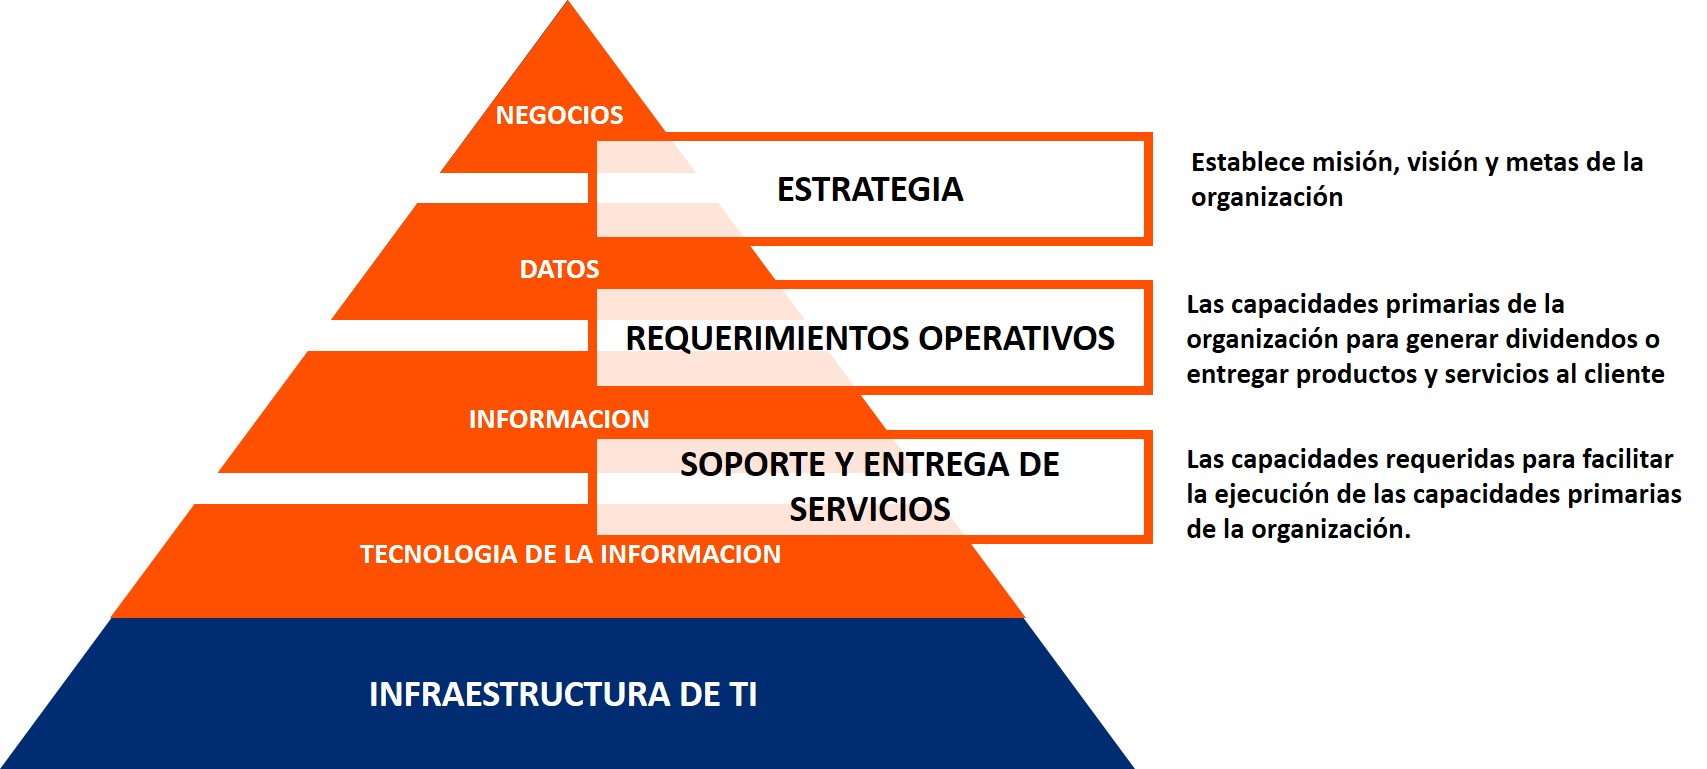 NEGOCIOS
ESTRATEGIA
Establece misión, visión y metas de la
organización
DATOS
REQUERIMIENTOS OPERATIVOS
Las capacidades primarias de la
organización para generar dividendos o
entregar productos y servicios al cliente
INFORMACION
SOPORTE Y ENTREGA DE
SERVICIOS
Las capacidades requeridas para facilitar
la ejecución de las capacidades primarias
de la organización.
TECNOLOGIA DE LA INFORMACION
INFRAESTRUCTURA DE TI